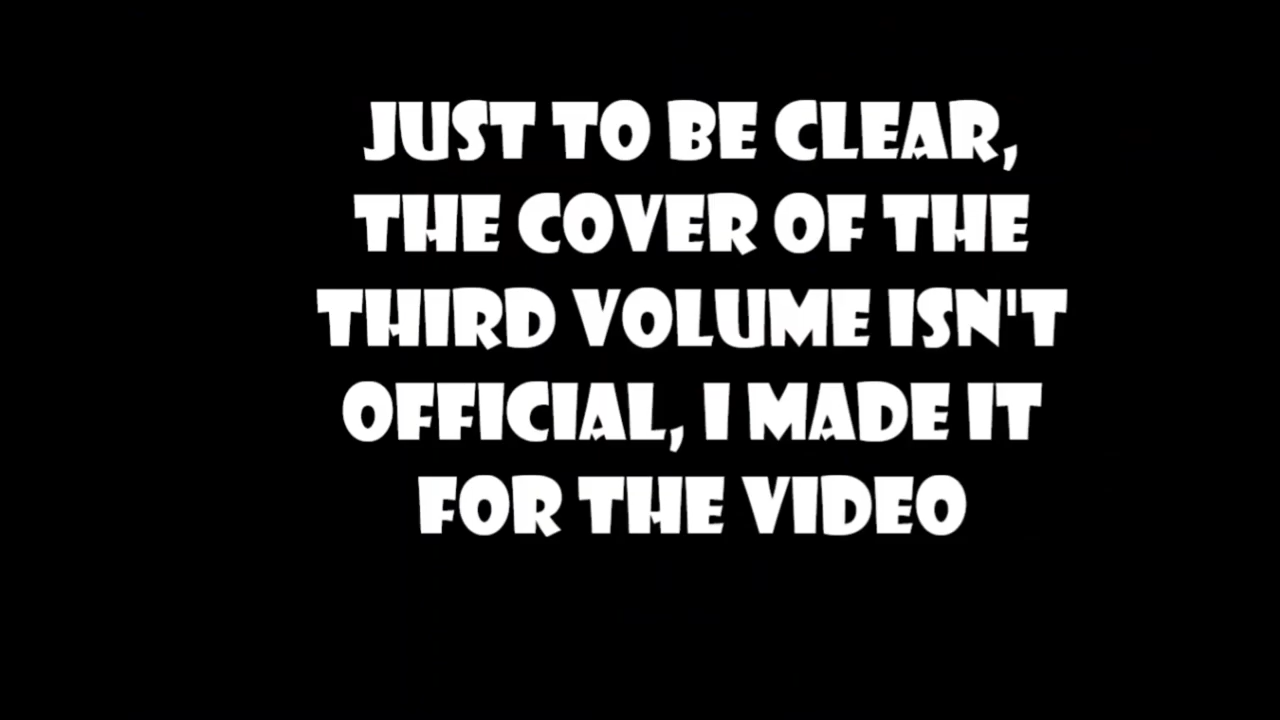 JUST TO BE CLEAR,
THE COVER OF THE
THIRD VOLUME ISN'T
OFFICIAL, I MADE IT
FOR THE VIDEO